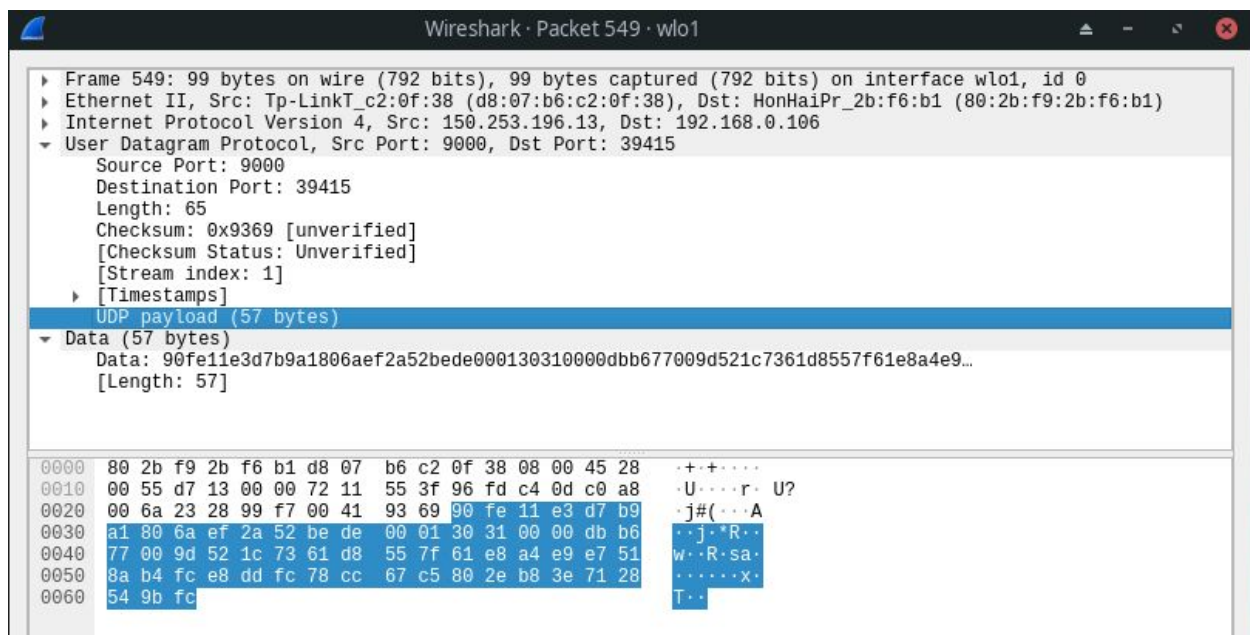 Wireshark · Packet 549 · wlo1
Frame 549: 99 bytes on wire (792 bits), 99 bytes captured (792 bits) on interface wlo1, id 0
Ethernet II, Src: Tp-LinkT_c2:0f:38 (d8:07:b6:c2:0f:38), Dst: HonHaiPr_2b:f6:b1 (80:2b:f9:2b:f6:b1)
Internet Protocol Version 4, Src: 150.253.196.13, Dst: 192.168.0.106
User Datagram Protocol, Src Port: 9000, Dst Port: 39415
Source Port: 9000
Destination Port: 39415
Length: 65
Checksum: 0x9369 [unverified]
[Checksum Status: Unverified]
[Stream index: 1]
[Timestamps]
UDP payload (57 bytes)
Data (57 bytes)
Data: 90fe11e3d7b9a1806aef2a52bede000130310000dbb677009d521c7361d8557f61e8a4e9…
[Length: 57]
0000 80 2b f9 2b f6 b1 d8 07 b6 c2 0f 38 08 00 45 28 ·+·+····
0010 00 55 d7 13 00 00 72 11 55 3f 96 fd c4 0d c0 a8 ·U····r· U?
0020 00 6a 23 28 99 f7 00 41 93 69 90 fe 11 e3 d7 b9 ·j#(···A
0030 a1 80 6a ef 2a 52 be de 00 01 30 31 00 00 db b6 ··j·*R··
0040 77 00 9d 52 1c 73 61 d8 55 7f 61 e8 a4 e9 e7 51 w··R·sa·
0050 8a b4 fc e8 dd fc 78 cc 67 c5 80 2e b8 3e 71 28 ······x·
0060 54 9b fc T··